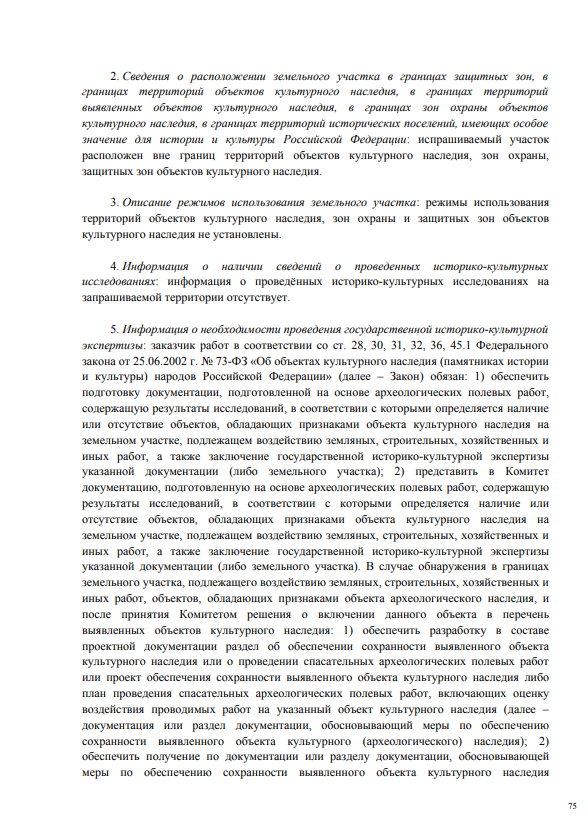 2. Сведения о расположении земельного участка в границах защитных зон, в
границах территорий объектов культурного наследия, в границах территорий
выявленных объектов культурного наследия, в границах зон охраны объектов
культурного наследия, в границах территорий исторических поселений, имеющих особое
значение для истории и культуры Российской Федерации: испрашиваемый участок
расположен вне границ территорий объектов культурного наследия, зон охраны,
защитных зон объектов культурного наследия.
3. Описание режимов использования земельного участка: режимы использования
территорий объектов культурного наследия, зон охраны и защитных зон объектов
культурного наследия не установлены.
4. Информация о наличии сведений о проведенных историко-культурных
исследованиях: информация о проведённых историко-культурных исследованиях на
запрашиваемой территории отсутствует.
5. Информация о необходимости проведения государственной историко-культурной
экспертизы: заказчик работ в соответствии со ст. 28, 30, 31, 32, 36, 45.1 Федерального
закона от 25.06.2002 г. № 73-ФЗ «Об объектах культурного наследия (памятниках истории
и культуры) народов Российской Федерации» (далее – Закон) обязан: 1) обеспечить
подготовку документации, подготовленной на основе археологических полевых работ,
содержащую результаты исследований, в соответствии с которыми определяется наличие
или отсутствие объектов, обладающих признаками объекта культурного наследия на
земельном участке, подлежащем воздействию земляных, строительных, хозяйственных и
иных работ, а также заключение государственной историко-культурной экспертизы
указанной документации (либо земельного участка); 2) представить в Комитет
документацию, подготовленную на основе археологических полевых работ, содержащую
результаты исследований, в соответствии с которыми определяется наличие или
отсутствие объектов, обладающих признаками объекта культурного наследия на
земельном участке, подлежащем воздействию земляных, строительных, хозяйственных и
иных работ, а также заключение государственной историко-культурной экспертизы
указанной документации (либо земельного участка). В случае обнаружения в границах
земельного участка, подлежащего воздействию земляных, строительных, хозяйственных и
иных работ, объектов, обладающих признаками объекта археологического наследия, и
после принятия Комитетом решения о включении данного объекта в перечень
выявленных объектов культурного наследия: 1) обеспечить разработку в составе
проектной документации раздел об обеспечении сохранности выявленного объекта
культурного наследия или о проведении спасательных археологических полевых работ
или проект обеспечения сохранности выявленного объекта культурного наследия либо
план проведения спасательных археологических полевых работ, включающих оценку
воздействия проводимых работ на указанный объект культурного наследия (далее –
документация или раздел документации, обосновывающий меры по обеспечению
сохранности выявленного объекта культурного (археологического) наследия); 2)
обеспечить получение по документации или разделу документации, обосновывающей
меры по обеспечению сохранности выявленного объекта культурного наследия
75